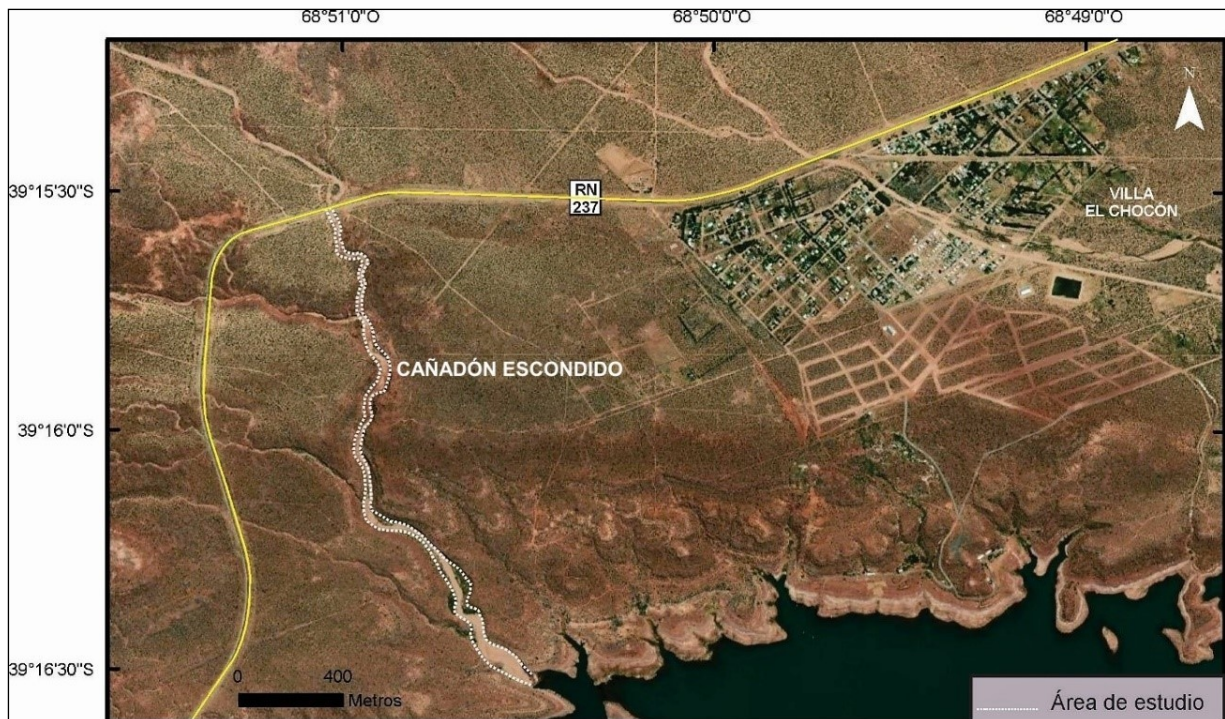 68°51'0"O
68°50'0"O
68°49'0"O
N
39°15'30"S
RN
237
VILLA
EL CHOCÓN
CAÑADÓN ESCONDIDO
39°16'0"S
39°16'30"S
0
400
Metros
Área de estudio